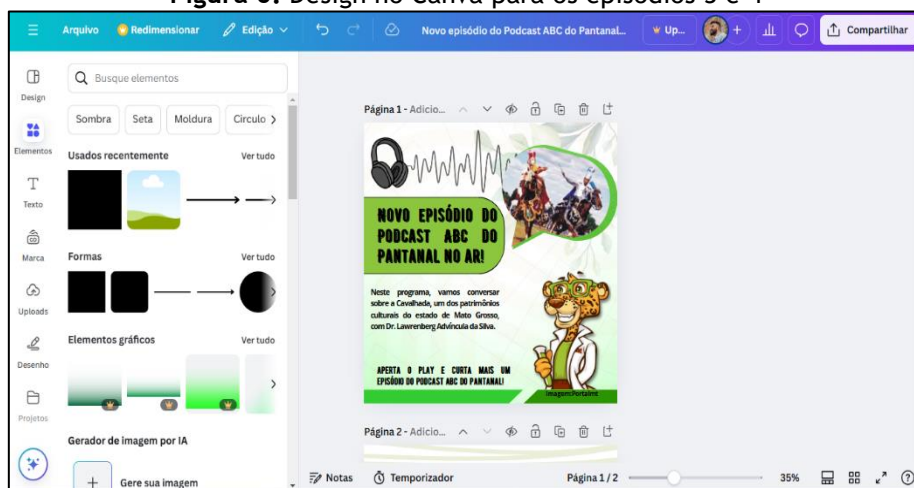 Design no Canva para os episódios 3 e 4
Arquivo
Redimensionar
Edição
Novo episódio do Podcast ABC do Pantanal...
Up...
Compartilhar
Design
Elementos
Texto
Marca
Uploads
Desenho
Projetos
Busque elementos
Sombra
Seta
Moldura
Círculo
Usados recentemente
Ver tudo
Formas
Ver tudo
Elementos gráficos
Ver tudo
Gerador de imagem por IA
Gere sua imagem
Página 1 - Adicio...
NOVO EPISÓDIO DO
PODCAST ABC DO
PANTANAL NO AR!
Neste programa, vamos conversar
sobre a Cavalhada, um dos patrimônios
culturais do estado de Mato Grosso,
com Dr. Lawrenberg Advíncula da Silva.
APERTA O PLAY E CURTA MAIS UM
EPISÓDIO DO PODCAST ABC DO PANTANAL!
Página 2 - Adicio...
Notas
Temporizador
Página 1 / 2
35%